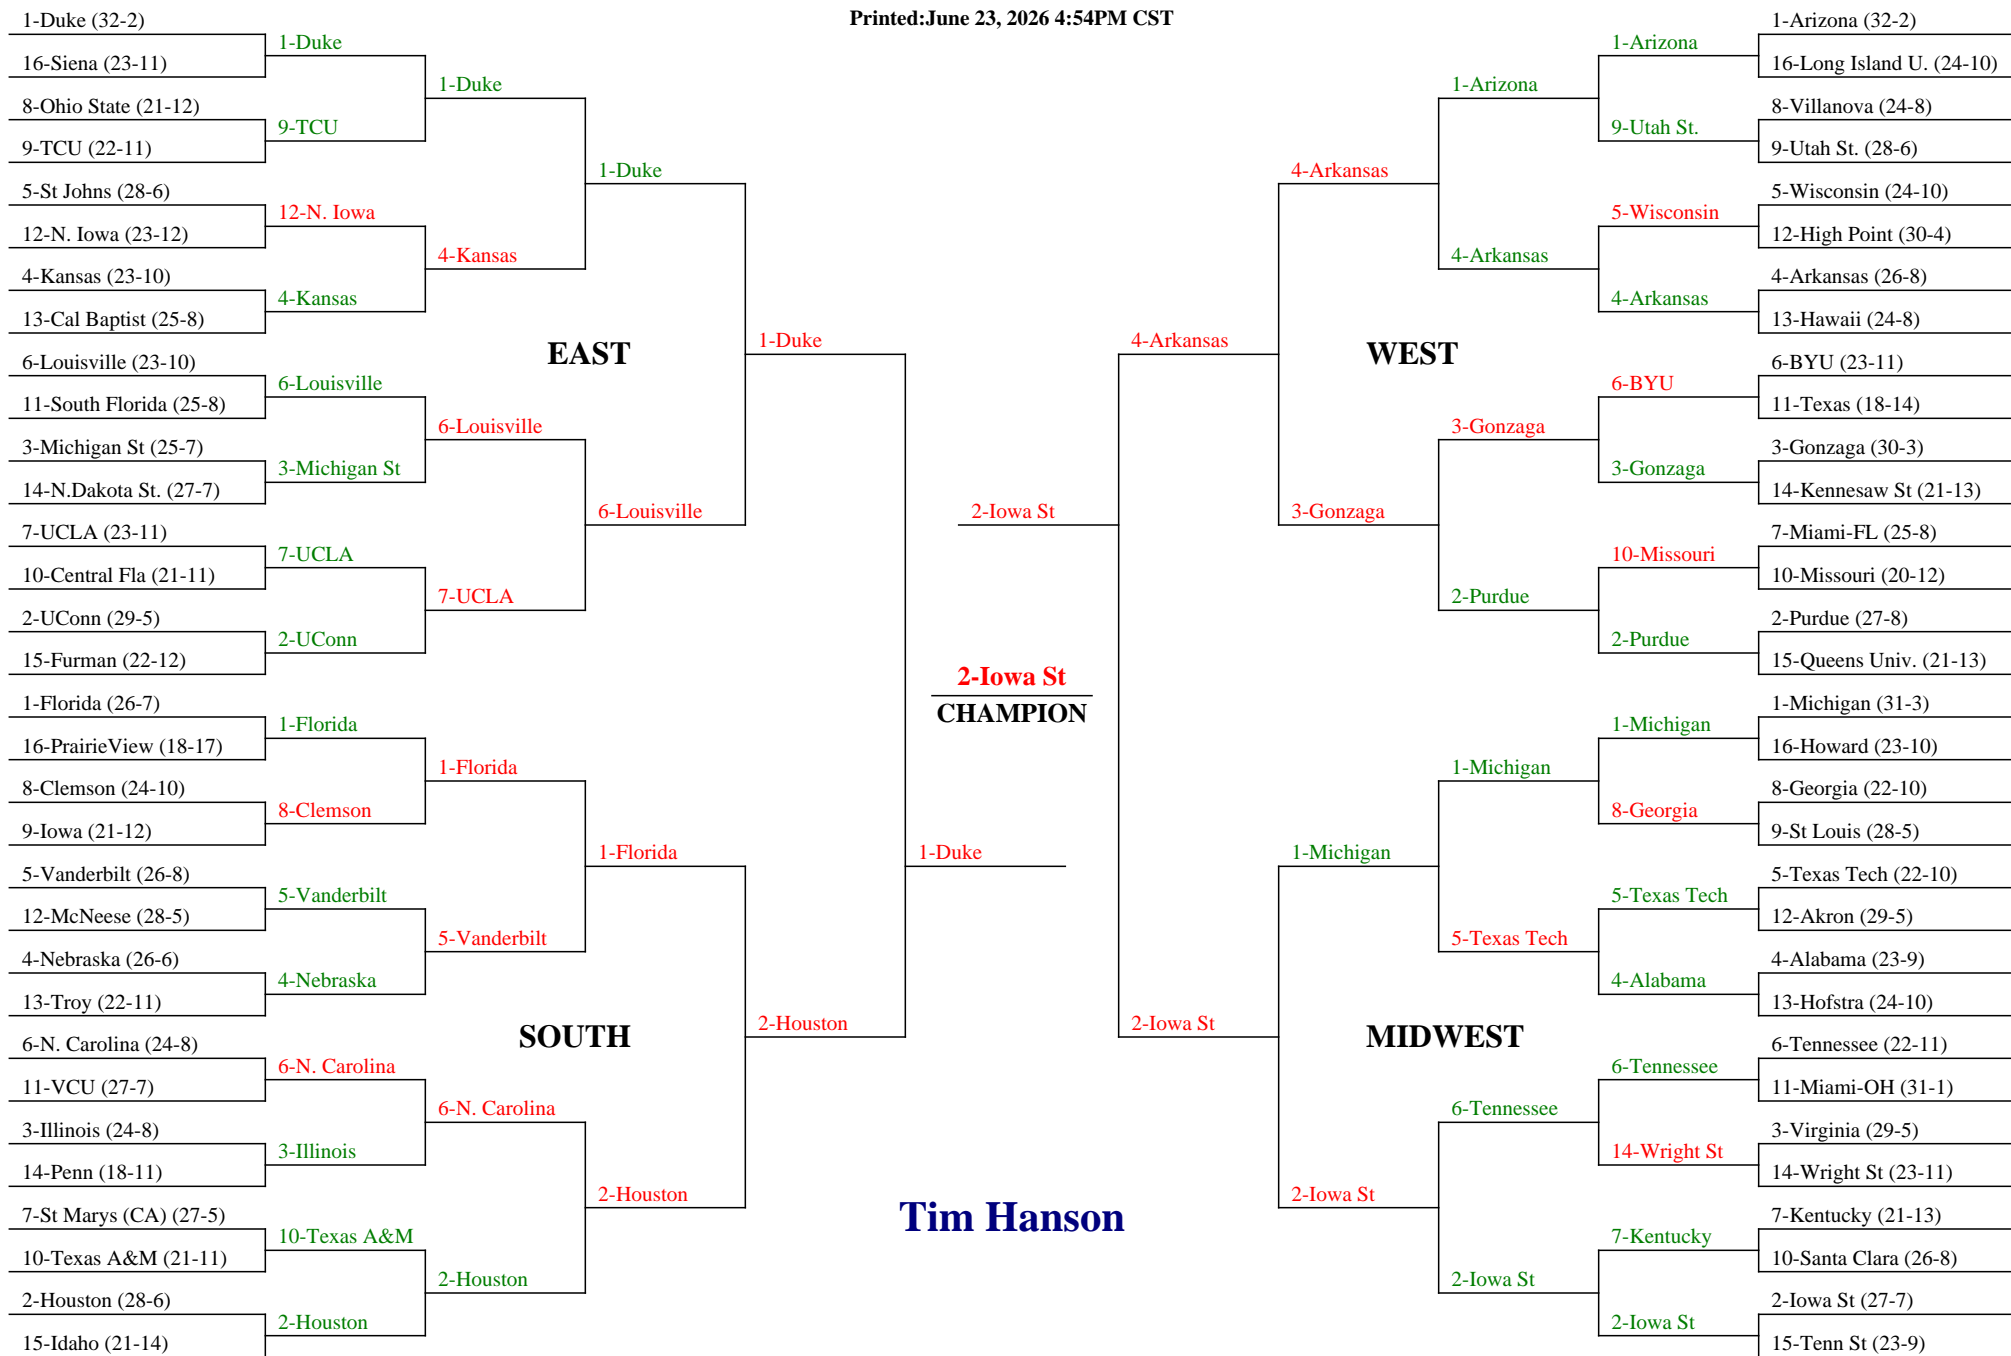 Printed:June 23, 2026 4:54PM CST
1-Duke (32-2)
16-Siena (23-11)
8-Ohio State (21-12)
9-TCU (22-11)
5-St Johns (28-6)
12-N. Iowa (23-12)
4-Kansas (23-10)
13-Cal Baptist (25-8)
6-Louisville (23-10)
11-South Florida (25-8)
3-Michigan St (25-7)
14-N.Dakota St. (27-7)
7-UCLA (23-11)
10-Central Fla (21-11)
2-UConn (29-5)
15-Furman (22-12)
1-Florida (26-7)
16-PrairieView (18-17)
8-Clemson (24-10)
9-Iowa (21-12)
5-Vanderbilt (26-8)
12-McNeese (28-5)
4-Nebraska (26-6)
13-Troy (22-11)
6-N. Carolina (24-8)
11-VCU (27-7)
3-Illinois (24-8)
14-Penn (18-11)
7-St Marys (CA) (27-5)
10-Texas A&M (21-11)
2-Houston (28-6)
15-Idaho (21-14)
1-Duke
9-TCU
12-N. Iowa
4-Kansas
6-Louisville
3-Michigan St
7-UCLA
2-UConn
1-Florida
8-Clemson
5-Vanderbilt
4-Nebraska
6-N. Carolina
3-Illinois
10-Texas A&M
2-Houston
1-Duke
4-Kansas
6-Louisville
7-UCLA
1-Florida
5-Vanderbilt
6-N. Carolina
2-Houston
1-Duke
6-Louisville
1-Florida
2-Houston
EAST
SOUTH
1-Duke
2-Houston
1-Duke
2-Iowa St
2-Iowa St
CHAMPION
Tim Hanson
4-Arkansas
2-Iowa St
WEST
MIDWEST
4-Arkansas
3-Gonzaga
1-Michigan
2-Iowa St
1-Arizona
4-Arkansas
3-Gonzaga
2-Purdue
1-Michigan
5-Texas Tech
6-Tennessee
2-Iowa St
1-Arizona
9-Utah St.
5-Wisconsin
4-Arkansas
6-BYU
3-Gonzaga
10-Missouri
2-Purdue
1-Michigan
8-Georgia
5-Texas Tech
4-Alabama
6-Tennessee
14-Wright St
7-Kentucky
2-Iowa St
1-Arizona (32-2)
16-Long Island U. (24-10)
8-Villanova (24-8)
9-Utah St. (28-6)
5-Wisconsin (24-10)
12-High Point (30-4)
4-Arkansas (26-8)
13-Hawaii (24-8)
6-BYU (23-11)
11-Texas (18-14)
3-Gonzaga (30-3)
14-Kennesaw St (21-13)
7-Miami-FL (25-8)
10-Missouri (20-12)
2-Purdue (27-8)
15-Queens Univ. (21-13)
1-Michigan (31-3)
16-Howard (23-10)
8-Georgia (22-10)
9-St Louis (28-5)
5-Texas Tech (22-10)
12-Akron (29-5)
4-Alabama (23-9)
13-Hofstra (24-10)
6-Tennessee (22-11)
11-Miami-OH (31-1)
3-Virginia (29-5)
14-Wright St (23-11)
7-Kentucky (21-13)
10-Santa Clara (26-8)
2-Iowa St (27-7)
15-Tenn St (23-9)